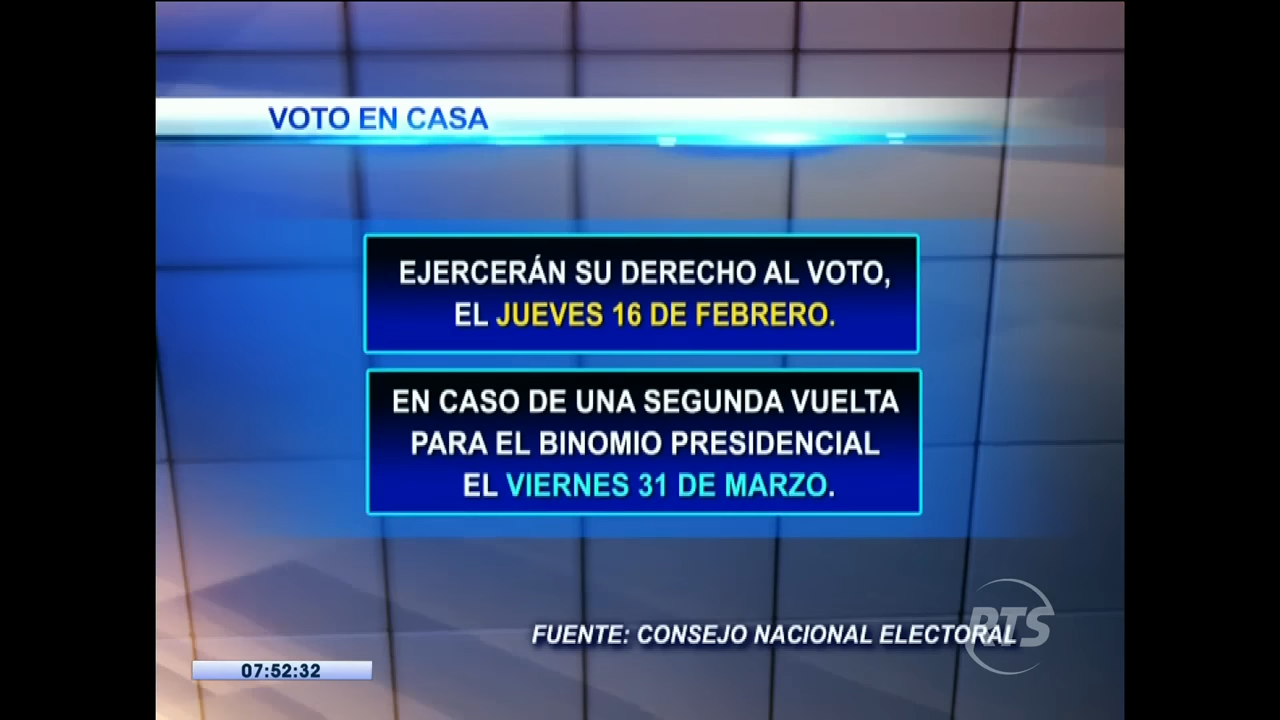 VOTO EN CASA
EJERCERÁN SU DERECHO AL VOTO,
EL JUEVES 16 DE FEBRERO.
EN CASO DE UNA SEGUNDA VUELTA
PARA EL BINOMIO PRESIDENCIAL
EL VIERNES 31 DE MARZO.
FUENTE: CONSEJO NACIONAL ELECTORAL
RTS
07:52:32